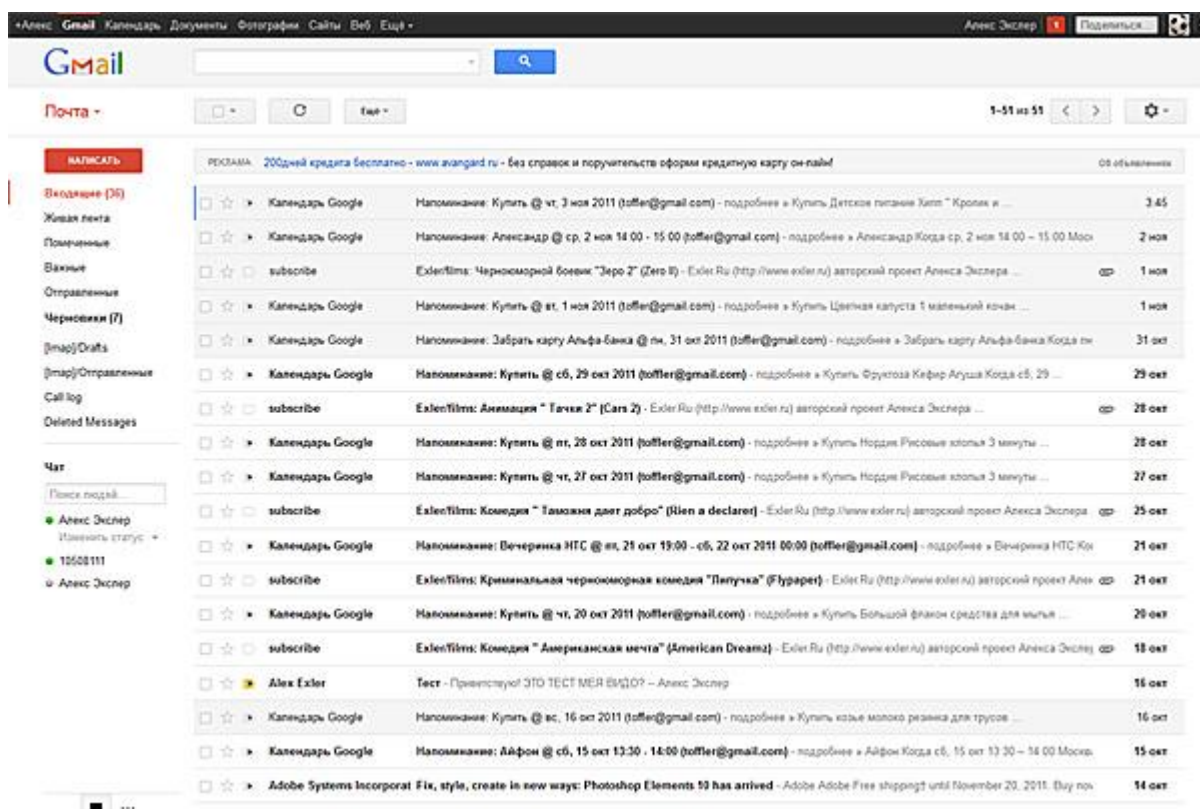 +Алекс Gmail Календарь Документы Фотографии Сайты Веб Ещё
Алекс Экслер 1 Поделиться...
Gmail
Почта
Ещё
1–51 из 51
НАПИСАТЬ
РЕКЛАМА 200дней кредита бесплатно - www.avangard.ru - без справок и поручительств оформи кредитную карту он-лайн! Об объявлении
Входящие (36)
Живая лента
Помеченные
Важные
Отправленные
Черновики (7)
[Imap]/Drafts
[Imap]/Отправленные
Call log
Deleted Messages
Чат
Поиск людей...
Алекс Экслер
Изменить статус
10508111
Алекс Экслер
Календарь Google Напоминание: Купить @ чт, 3 ноя 2011 (toffler@gmail.com) - подробнее » Купить Детское питание Хипп " Кролик и ... 3:45
Календарь Google Напоминание: Александр @ ср, 2 ноя 14:00 - 15:00 (toffler@gmail.com) - подробнее » Александр Когда ср, 2 ноя 14:00 – 15:00 Моск 2 ноя
subscribe Exler/films: Черноюморной боевик "Зеро 2" (Zero II) - Exler.Ru (http://www.exler.ru) авторский проект Алекса Экслера ... 1 ноя
Календарь Google Напоминание: Купить @ вт, 1 ноя 2011 (toffler@gmail.com) - подробнее » Купить Цветная капуста 1 маленький кочан ... 1 ноя
Календарь Google Напоминание: Забрать карту Альфа-Банка @ пн, 31 окт 2011 (toffler@gmail.com) - подробнее » Забрать карту Альфа-Банка Когда пн 31 окт
Календарь Google Напоминание: Купить @ сб, 29 окт 2011 (toffler@gmail.com) - подробнее » Купить Фруктоза Кефир Агуша Когда сб, 29 ... 29 окт
subscribe Exler/films: Анимация " Тачки 2" (Cars 2) - Exler.Ru (http://www.exler.ru) авторский проект Алекса Экслера ... 28 окт
Календарь Google Напоминание: Купить @ пт, 28 окт 2011 (toffler@gmail.com) - подробнее » Купить Нордик Рисовые хлопья 3 минуты ... 28 окт
Календарь Google Напоминание: Купить @ чт, 27 окт 2011 (toffler@gmail.com) - подробнее » Купить Нордик Рисовые хлопья 3 минуты ... 27 окт
subscribe Exler/films: Комедия " Таможня дает добро" (Rien a declarer) - Exler.Ru (http://www.exler.ru) авторский проект Алекса Экслера 25 окт
Календарь Google Напоминание: Вечеринка HTC @ пт, 21 окт 19:00 - сб, 22 окт 2011 00:00 (toffler@gmail.com) - подробнее » Вечеринка HTC Ко 21 окт
subscribe Exler/films: Криминальная черноюморная комедия "Липучка" (Flypaper) - Exler.Ru (http://www.exler.ru) авторский проект Алек 21 окт
Календарь Google Напоминание: Купить @ чт, 20 окт 2011 (toffler@gmail.com) - подробнее » Купить Большой флакон средства для мытья ... 20 окт
subscribe Exler/films: Комедия " Американская мечта" (American Dreamz) - Exler.Ru (http://www.exler.ru) авторский проект Алекса Экслер 18 окт
Alex Exler Тест - Приветствую! ЭТО ТЕСТ МЕЯ ВИДО? -- Алекс Экслер 16 окт
Календарь Google Напоминание: Купить @ вс, 16 окт 2011 (toffler@gmail.com) - подробнее » Купить козье молоко резинка для трусов ... 16 окт
Календарь Google Напоминание: Айфон @ сб, 15 окт 13:30 - 14:00 (toffler@gmail.com) - подробнее » Айфон Когда сб, 15 окт 13:30 – 14:00 Москв 15 окт
Adobe Systems Incorporat Fix, style, create in new ways: Photoshop Elements 10 has arrived - Adobe Adobe Free shipping† until November 20, 2011. Buy nov 14 окт